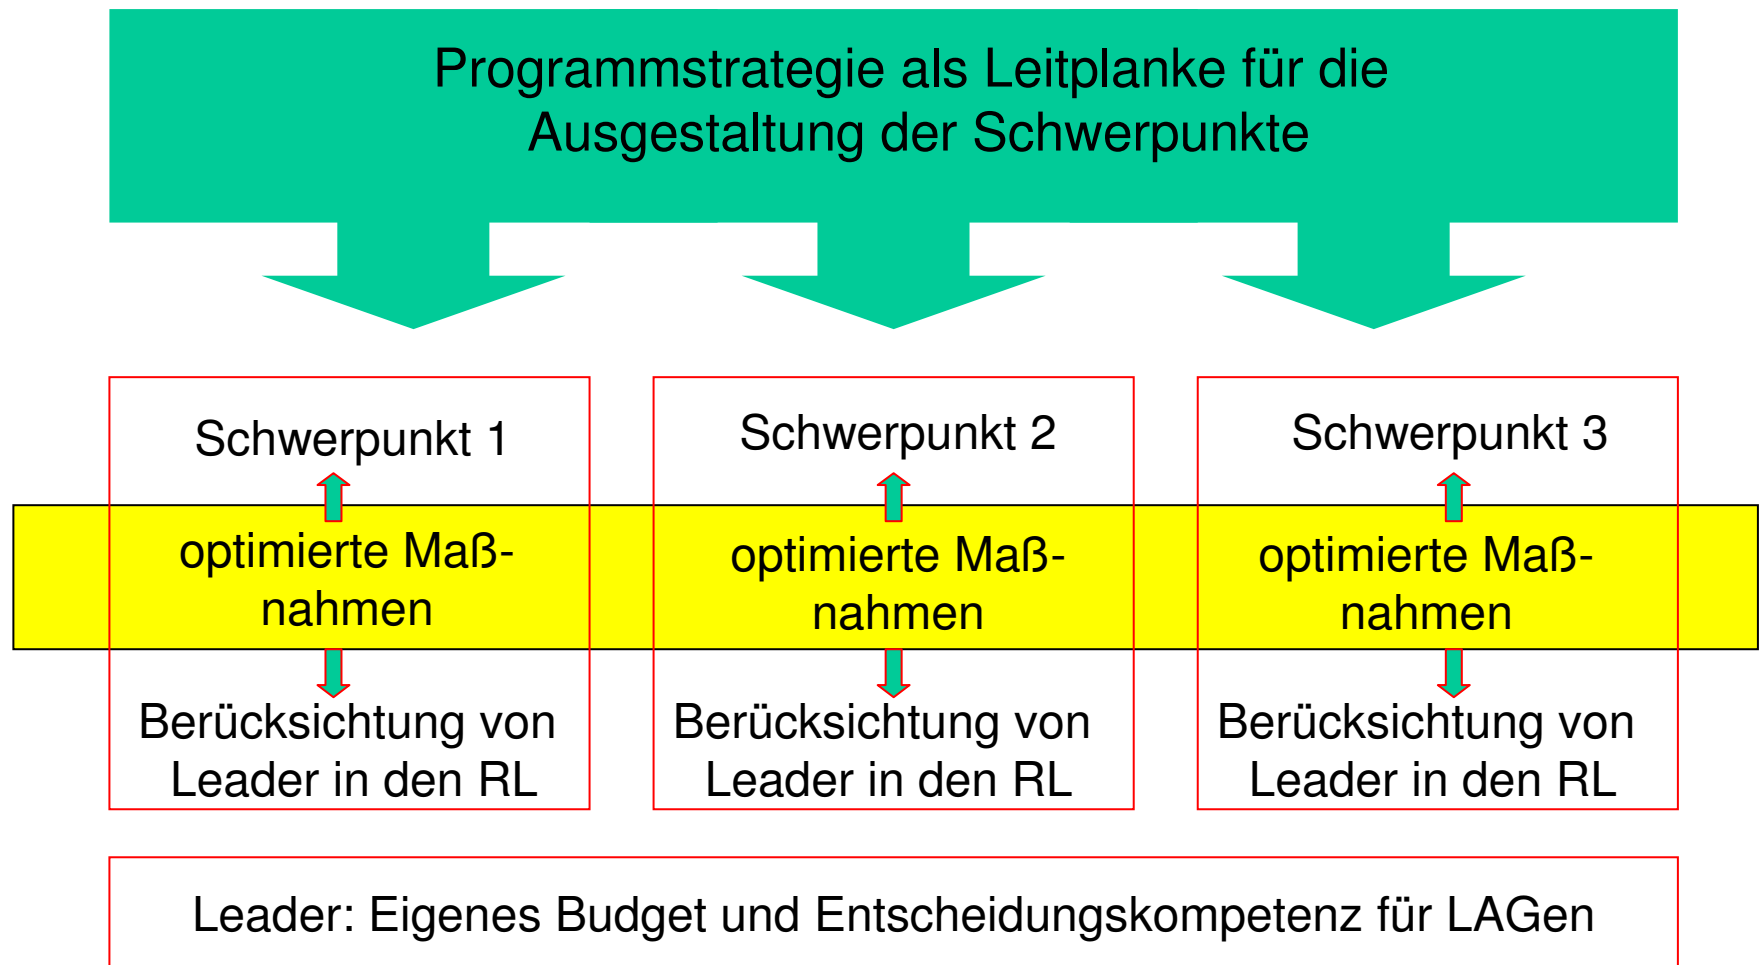 Programmstrategie als Leitplanke für die
Ausgestaltung der Schwerpunkte
Schwerpunkt 1
optimierte Maß-
nahmen
Berücksichtung von
Leader in den RL
Schwerpunkt 2
optimierte Maß-
nahmen
Berücksichtung von
Leader in den RL
Schwerpunkt 3
optimierte Maß-
nahmen
Berücksichtung von
Leader in den RL
Leader: Eigenes Budget und Entscheidungskompetenz für LAGen